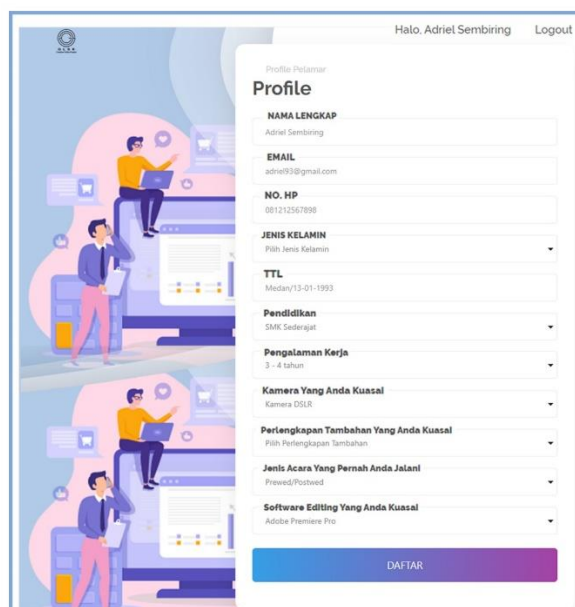 Halo, Adriel Sembiring Logout
Profile Pelamar
Profile
NAMA LENGKAP
Adriel Sembiring
EMAIL
adriel93@gmail.com
NO. HP
081212567898
JENIS KELAMIN
Pilih Jenis Kelamin
TTL
Medan/13-01-1993
Pendidikan
SMK Sederajat
Pengalaman Kerja
3 - 4 tahun
Kamera Yang Anda Kuasai
Kamera DSLR
Perlengkapan Tambahan Yang Anda Kuasai
Pilih Perlengkapan Tambahan
Jenis Acara Yang Pernah Anda Jalani
Prewed/Postwed
Software Editing Yang Anda Kuasai
Adobe Premiere Pro
DAFTAR